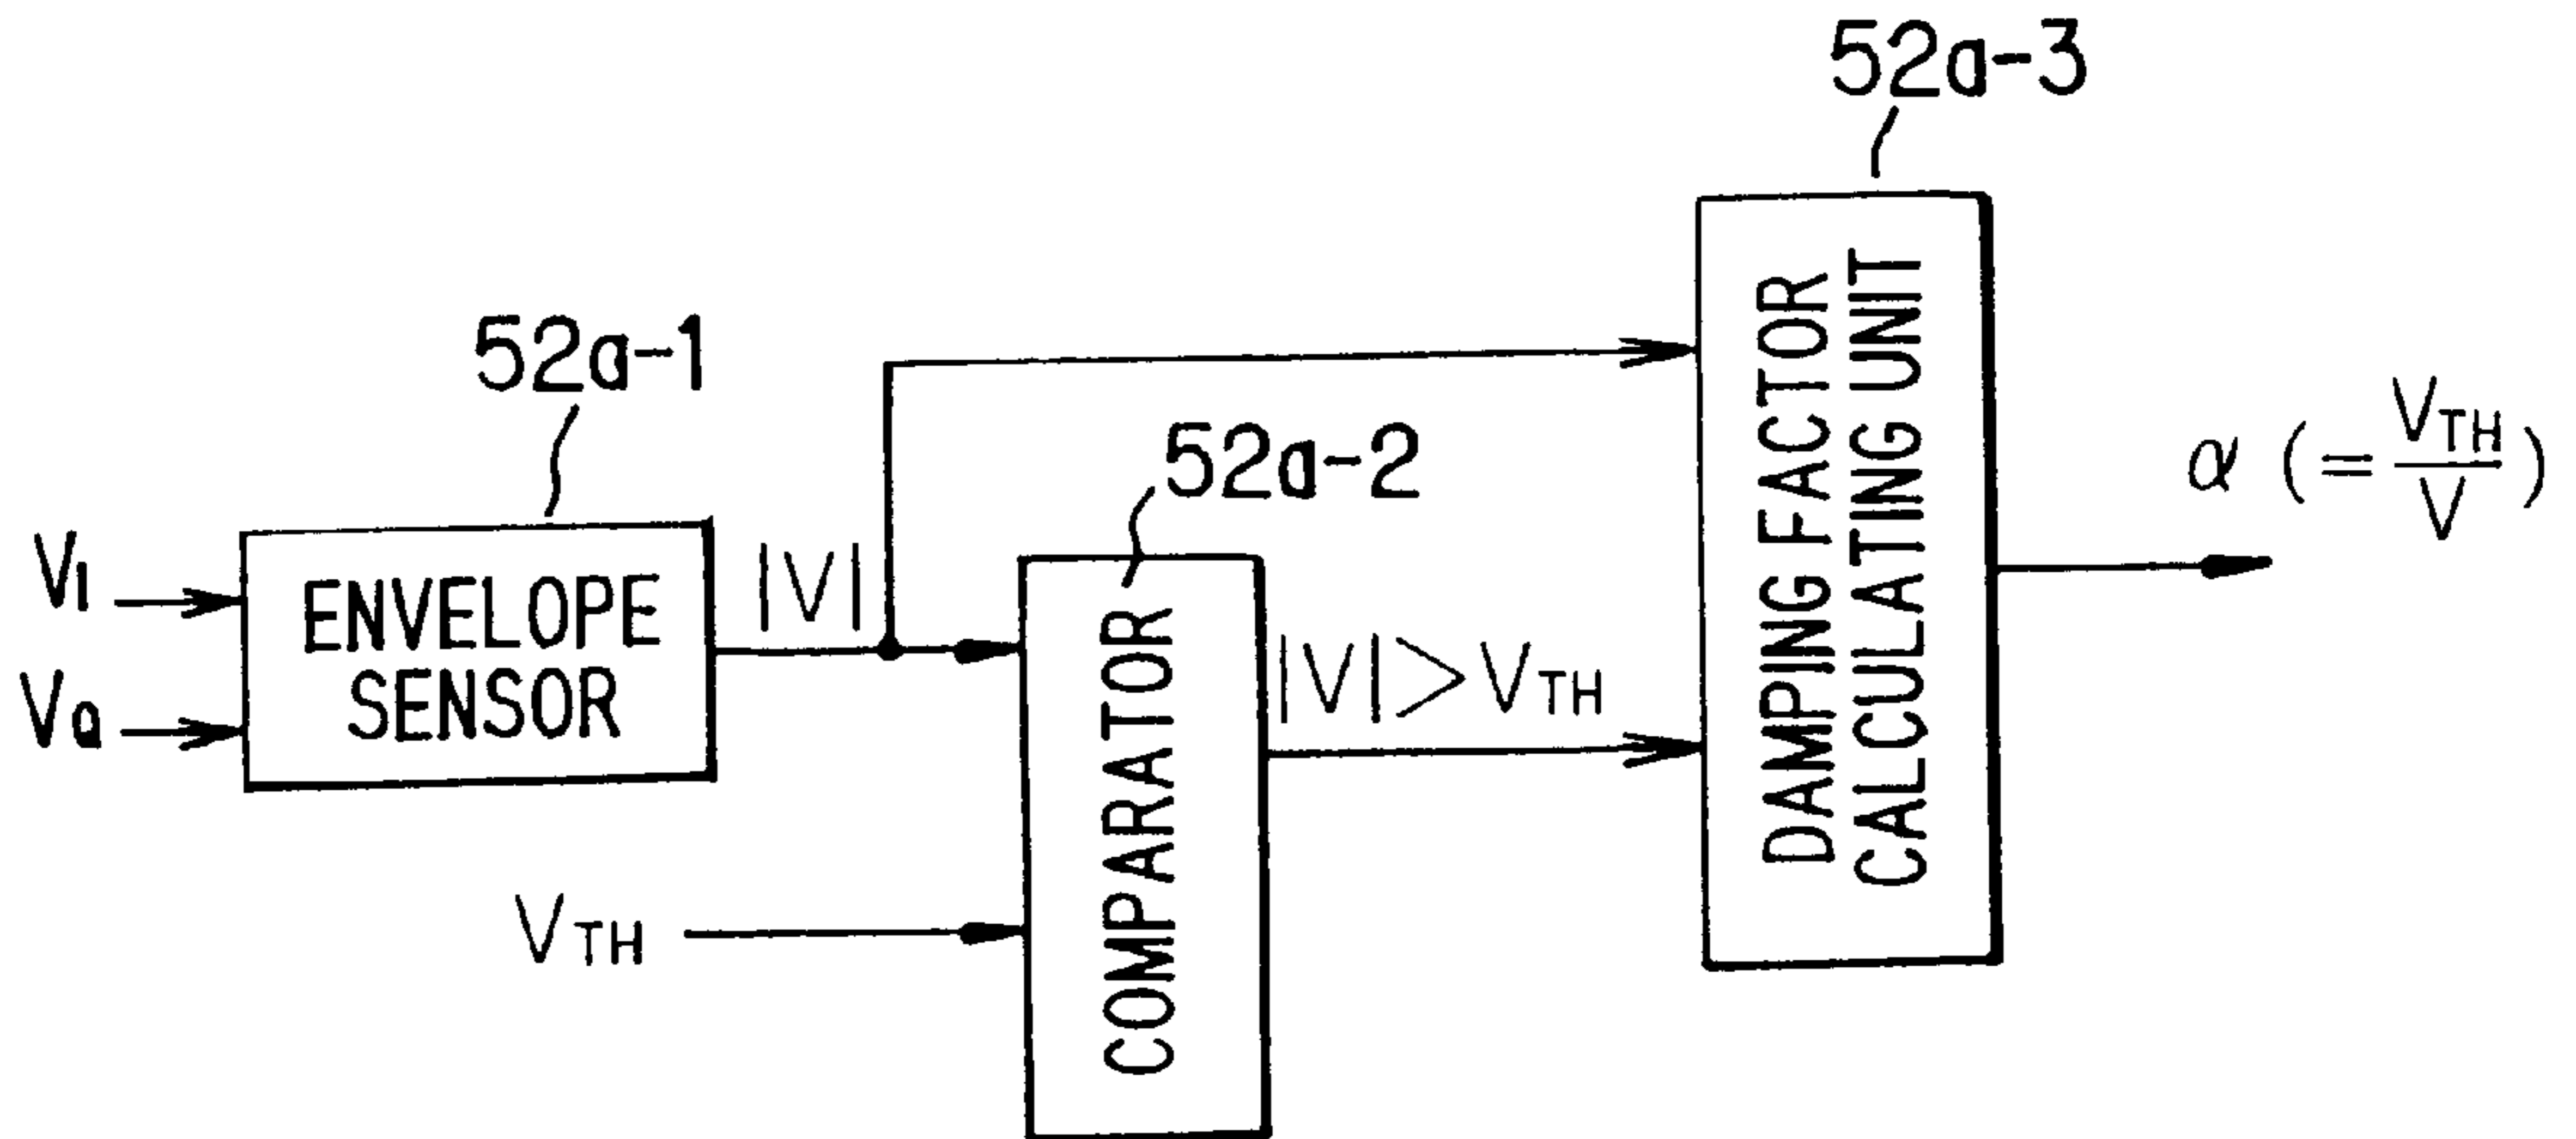 52a-3
52a-1
52a-2
VI
VQ
ENVELOPE
SENSOR
|V|
VTH
COMPARATOR
|V|>VTH
DAMPING FACTOR
CALCULATING UNIT
α (=VTH/V)